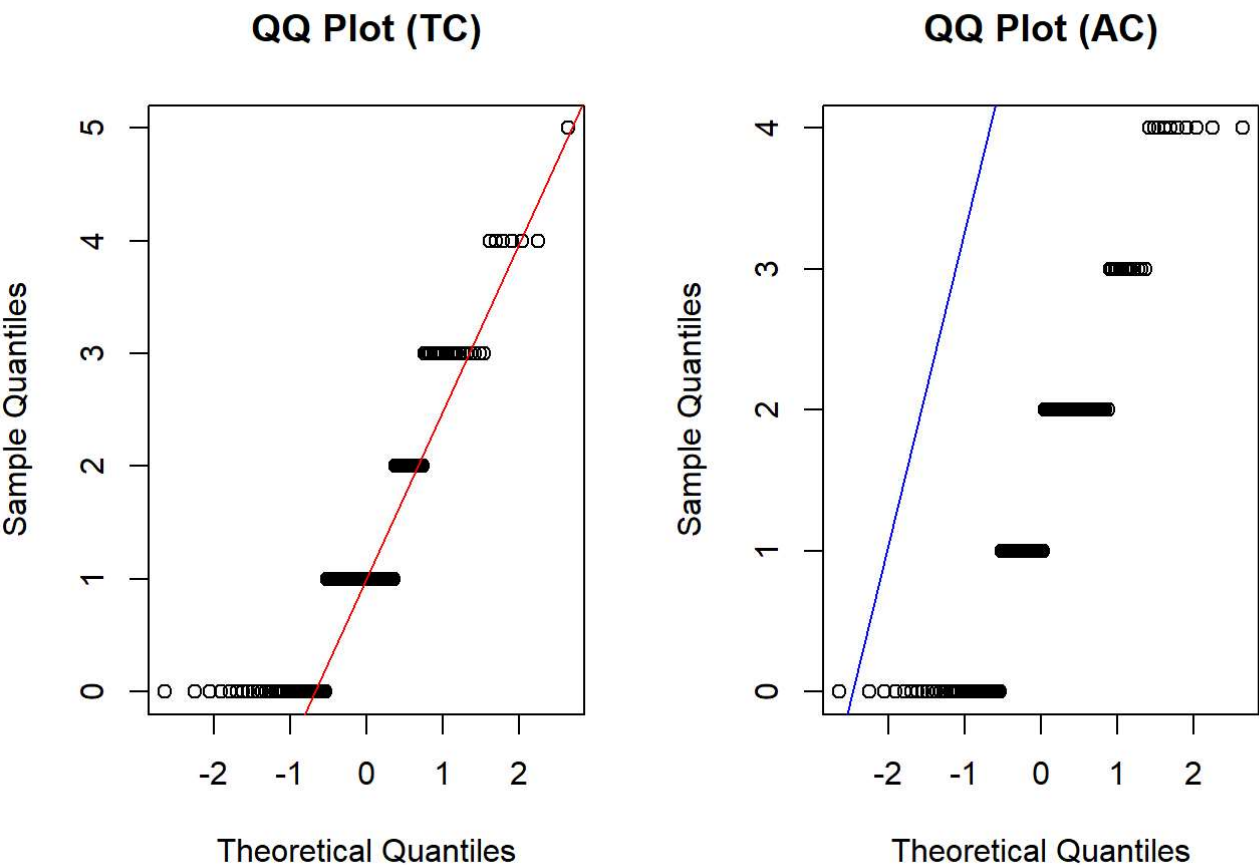 QQ Plot (TC)
Sample Quantiles
5
4
3
2
1
0
-2 -1 0 1 2
Theoretical Quantiles
QQ Plot (AC)
Sample Quantiles
4
3
2
1
0
-2 -1 0 1 2
Theoretical Quantiles